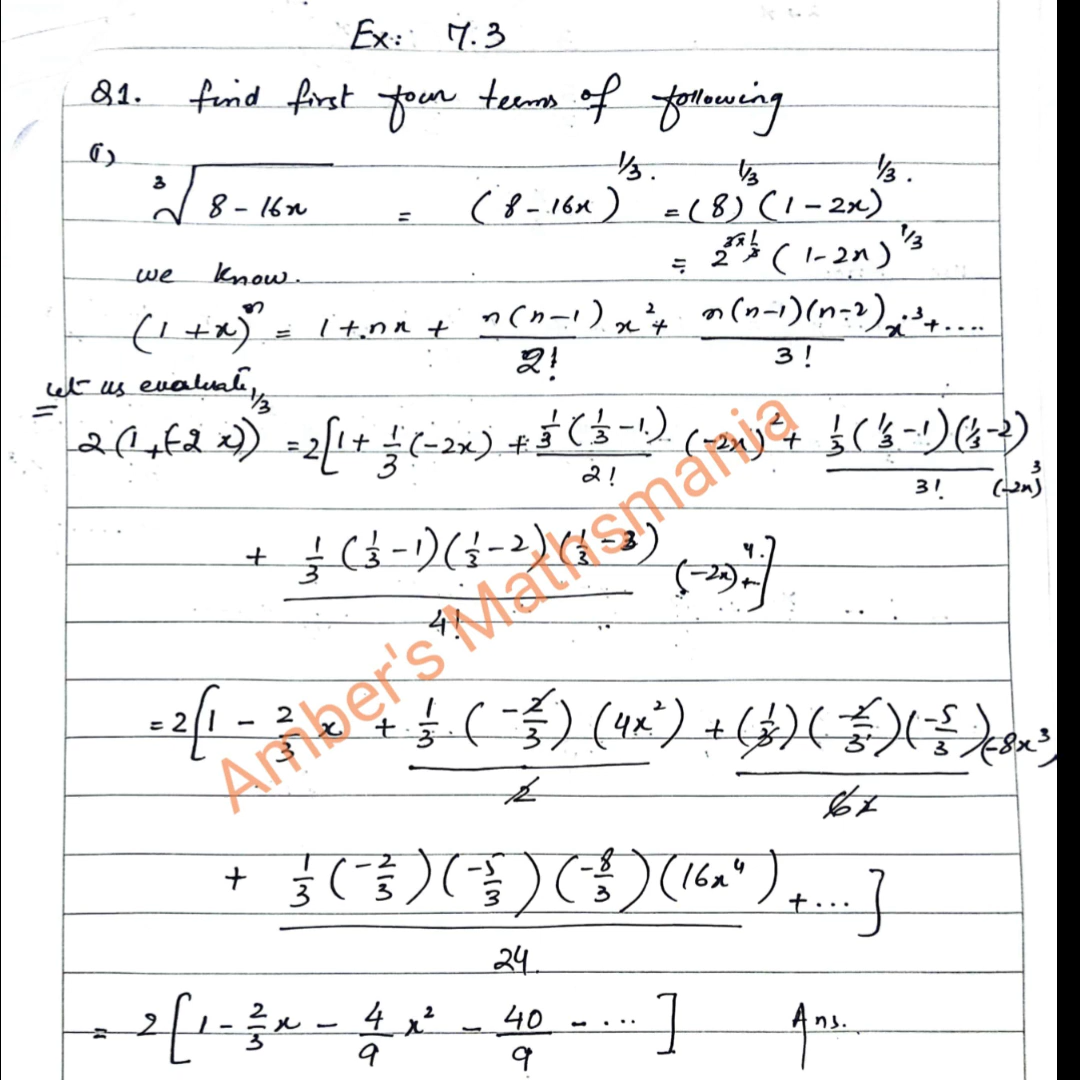 Ex: 7.3
Q1. find first four terms of following
(i) ∛(8 - 16x) = (8 - 16x)^(1/3) . = (8)^(1/3) (1 - 2x)^(1/3) .
= 2^(3×1/3) (1 - 2x)^(1/3)
we know.
(1 + x)^n = 1 + nx + n(n-1)/2! x² + n(n-1)(n-2)/3! x³ + ....
Let us evaluate
= 2(1 + (-2x))^(1/3) = 2[1 + 1/3 (-2x) + 1/3 (1/3 - 1)/2! (-2x)² + 1/3 (1/3 - 1)(1/3 - 2)/3! (-2x)³
+ 1/3 (1/3 - 1)(1/3 - 2)(1/3 - 3)/4! (-2x)⁴ + ..]
= 2[1 - 2/3 x + 1/3 . (-2/3)(4x²)/2 + (1/3)(-2/3)(-5/3)/6 (-8x³)
+ 1/3 (-2/3)(-5/3)(-8/3)(16x⁴)/24. + ...]
= 2[1 - 2/3 x - 4/9 x² - 40/9 - ....] Ans.
Amber's Mathsmania